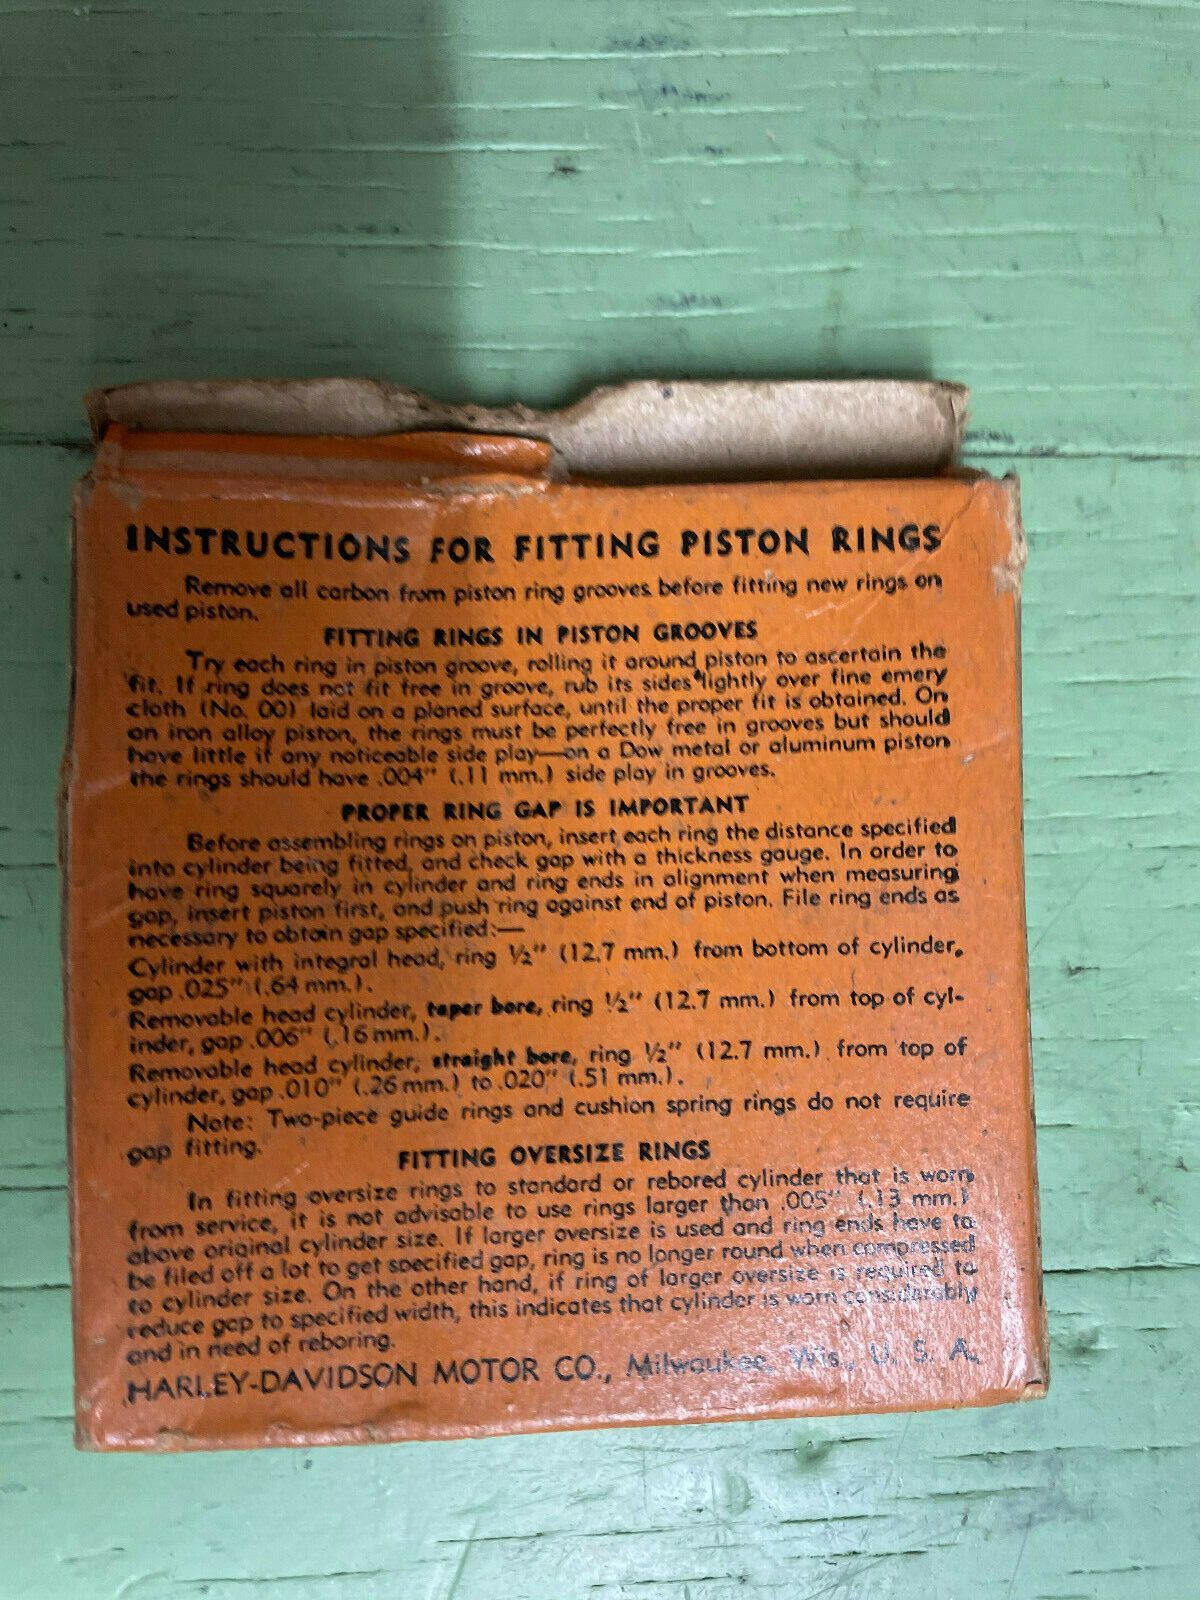 INSTRUCTIONS FOR FITTING PISTON RINGS
Remove all carbon from piston ring grooves before fitting new rings on
used piston.
FITTING RINGS IN PISTON GROOVES
Try each ring in piston groove, rolling it around piston to ascertain the
fit. If ring does not fit free in groove, rub its sides lightly over fine emery
cloth (No. 00) laid on a planed surface, until the proper fit is obtained. On
an iron alloy piston, the rings must be perfectly free in grooves but should
have little if any noticeable side play—on a Dow metal or aluminum piston
the rings should have .004" (.11 mm.) side play in grooves.
PROPER RING GAP IS IMPORTANT
Before assembling rings on piston, insert each ring the distance specified
into cylinder being fitted, and check gap with a thickness gauge. In order to
have ring squarely in cylinder and ring ends in alignment when measuring
gap, insert piston first, and push ring against end of piston. File ring ends as
necessary to obtain gap specified:—
Cylinder with integral head, ring ½" (12.7 mm.) from bottom of cylinder,
gap .025" (.64 mm.).
Removable head cylinder, taper bore, ring ½" (12.7 mm.) from top of cyl-
inder, gap .006" (.16 mm.).
Removable head cylinder, straight bore, ring ½" (12.7 mm.) from top of
cylinder, gap .010" (.26 mm.) to .020" (.51 mm.).
Note: Two-piece guide rings and cushion spring rings do not require
gap fitting.
FITTING OVERSIZE RINGS
In fitting oversize rings to standard or rebored cylinder that is worn
from service, it is not advisable to use rings larger than .005" (.13 mm.)
above original cylinder size. If larger oversize is used and ring ends have to
be filed off a lot to get specified gap, ring is no longer round when compressed
to cylinder size. On the other hand, if ring of larger oversize is required to
reduce gap to specified width, this indicates that cylinder is worn considerably
and in need of reboring.
HARLEY-DAVIDSON MOTOR CO., Milwaukee, Wis., U. S. A.